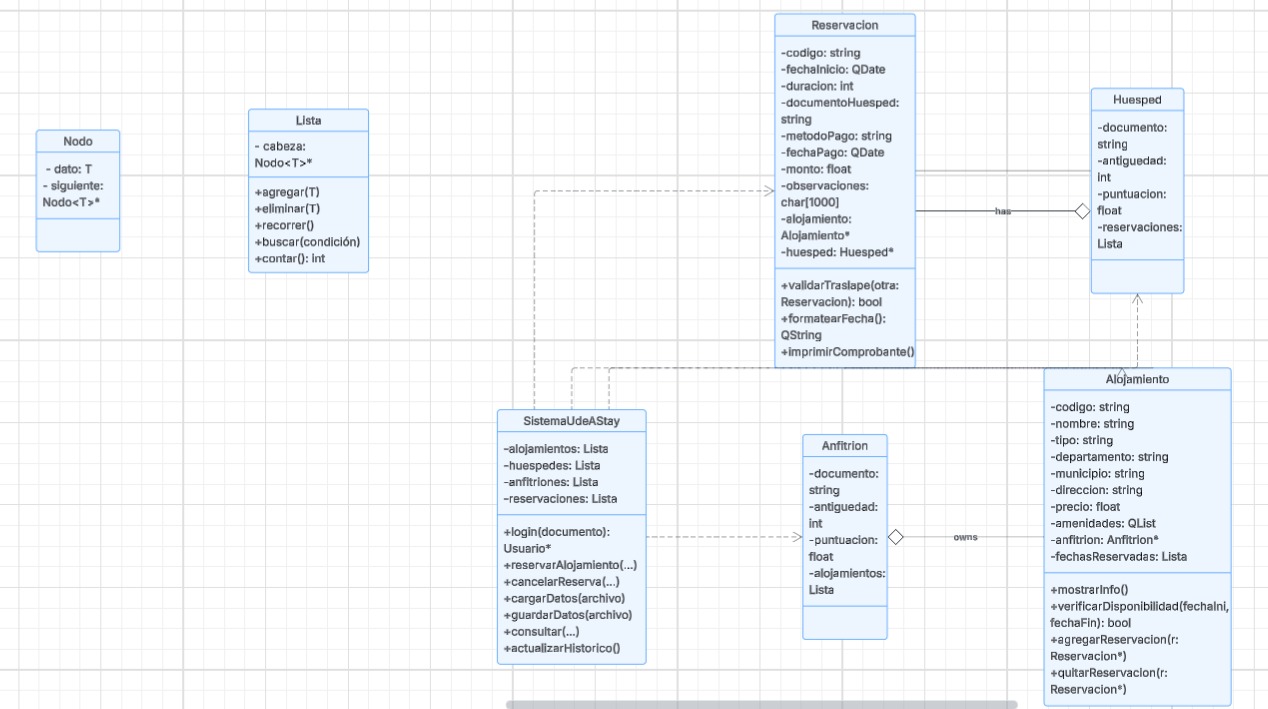 Nodo
- dato: T
- siguiente:
Nodo<T>*
Lista
- cabeza:
Nodo<T>*
+agregar(T)
+eliminar(T)
+recorrer()
+buscar(condición)
+contar(): int
Reservacion
-codigo: string
-fechaInicio: QDate
-duracion: int
-documentoHuesped:
string
-metodoPago: string
-fechaPago: QDate
-monto: float
-observaciones:
char[1000]
-alojamiento:
Alojamiento*
-huesped: Huesped*
+validarTraslape(otra:
Reservacion): bool
+formatearFecha():
QString
+imprimirComprobante()
has
Huesped
-documento:
string
-antiguedad:
int
-puntuacion:
float
-reservaciones:
Lista
SistemaUdeAStay
-alojamientos: Lista
-huespedes: Lista
-anfitriones: Lista
-reservaciones: Lista
+login(documento):
Usuario*
+reservarAlojamiento(...)
+cancelarReserva(...)
+cargarDatos(archivo)
+guardarDatos(archivo)
+consultar(...)
+actualizarHistorico()
Anfitrion
-documento:
string
-antiguedad:
int
-puntuacion:
float
-alojamientos:
Lista
owns
Alojamiento
-codigo: string
-nombre: string
-tipo: string
-departamento: string
-municipio: string
-direccion: string
-precio: float
-amenidades: QList
-anfitrion: Anfitrion*
-fechasReservadas: Lista
+mostrarInfo()
+verificarDisponibilidad(fechaIni,
fechaFin): bool
+agregarReservacion(r:
Reservacion*)
+quitarReservacion(r:
Reservacion*)